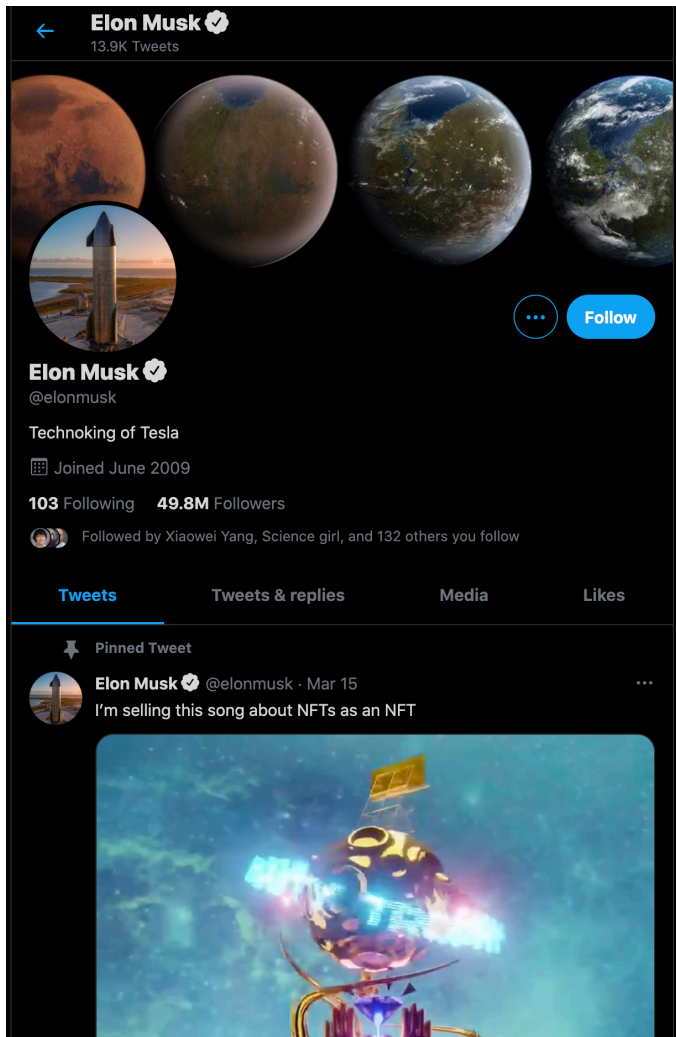 Elon Musk
13.9K Tweets
Follow
Elon Musk
@elonmusk
Technoking of Tesla
Joined June 2009
103 Following 49.8M Followers
Followed by Xiaowei Yang, Science girl, and 132 others you follow
Tweets Tweets & replies Media Likes
Pinned Tweet
Elon Musk @elonmusk · Mar 15
I'm selling this song about NFTs as an NFT